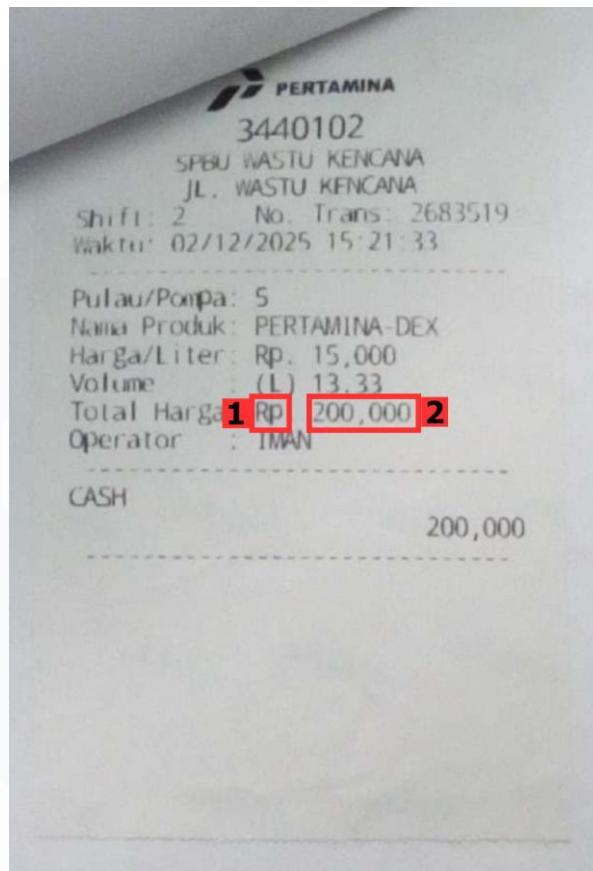 PERTAMINA
3440102
SPBU WASTU KENCANA
JL. WASTU KENCANA
Shift: 2 No. Trans: 2683519
Waktu: 02/12/2025 15:21:33
Pulau/Pompa: 5
Nama Produk: PERTAMINA-DEX
Harga/Liter: Rp. 15,000
Volume : (L) 13.33
Total Harga 1 Rp 200,000 2
Operator : IMAN
CASH
200,000